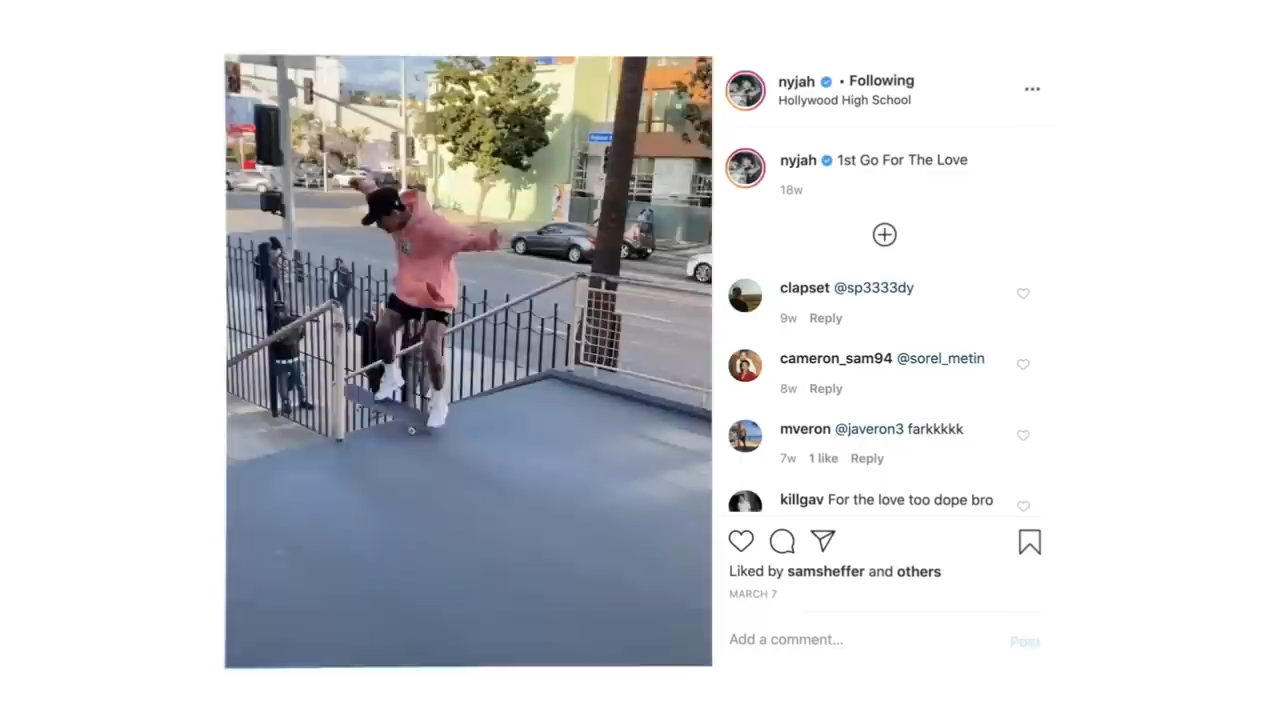 nyjah • Following
Hollywood High School
nyjah 1st Go For The Love
18w
clapset @sp3333dy
9w Reply
cameron_sam94 @sorel_metin
8w Reply
mveron @javeron3 farkkkkk
7w 1 like Reply
killgav For the love too dope bro
Liked by samsheffer and others
MARCH 7
Add a comment...
Post